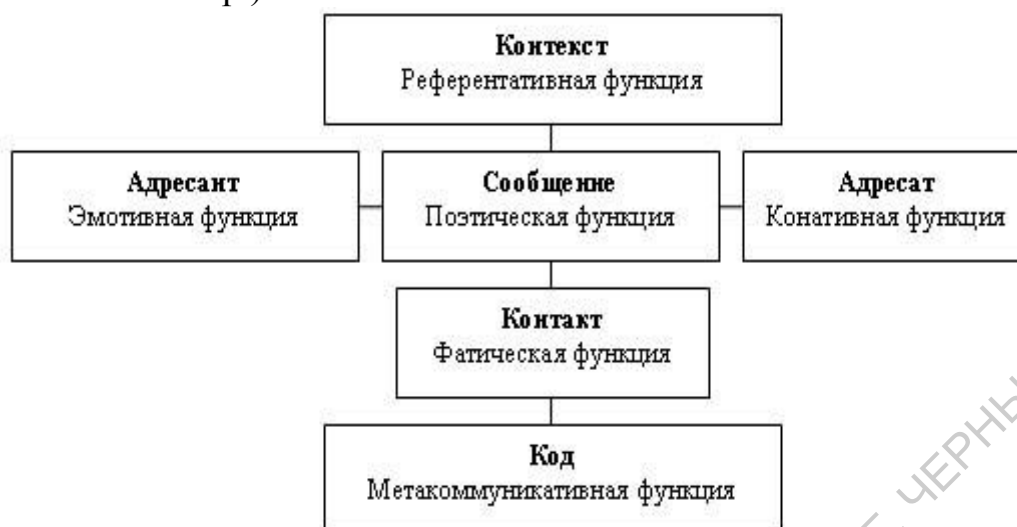 Контекст
Референтативная функция
Адресант
Эмотивная функция
Сообщение
Поэтическая функция
Адресат
Конативная функция
Контакт
Фатическая функция
Код
Метакоммуникативная функция